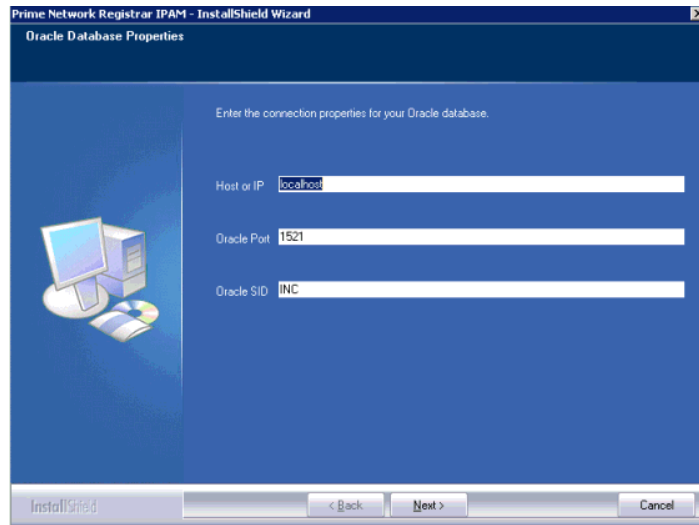 Prime Network Registrar IPAM - InstallShield Wizard
Oracle Database Properties
Enter the connection properties for your Oracle database.
Host or IP localhost
Oracle Port 1521
Oracle SID INC
InstallShield
< Back Next > Cancel